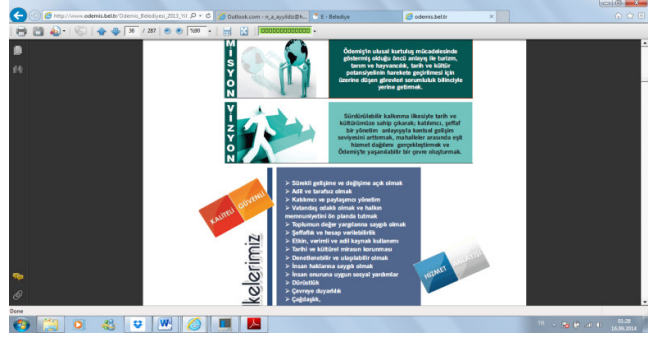 http://www.odemis.bel.tr/Odemis_Belediyesi_2013_Yil
Outlook.com - n_a_ayyildiz@h...
E - Belediye
odemis.bel.tr
36 / 287
%80
MİSYON
Ödemiş'in ulusal kurtuluş mücadelesinde
göstermiş olduğu öncü anlayış ile turizm,
tarım ve hayvancılık, tarih ve kültür
potansiyelinin harekete geçirilmesi için
üzerine düşen görevleri sorumluluk bilinciyle
yerine getirmek.
VİZYON
Sürdürülebilir kalkınma ilkesiyle tarih ve
kültürümüze sahip çıkarak; katılımcı, şeffaf
bir yönetim anlayışıyla kentsel gelişim
seviyesini arttırmak, mahalleler arasında eşit
hizmet dağılımı gerçekleştirmek ve
Ödemiş'te yaşanılabilir bir çevre oluşturmak.
KALİTELİ GÜVENLİ
kelerimiz
➢ Sürekli gelişime ve değişime açık olmak
➢ Adil ve tarafsız olmak
➢ Katılımcı ve paylaşımcı yönetim
➢ Vatandaş odaklı olmak ve halkın
memnuniyetini ön planda tutmak
➢ Toplumun değer yargılarına saygılı olmak
➢ Şeffaflık ve hesap verilebilirlik
➢ Etkin, verimli ve adil kaynak kullanımı
➢ Tarihi ve kültürel mirasın korunması
➢ Denetlenebilir ve ulaşılabilir olmak
➢ İnsan haklarına saygılı olmak
➢ İnsan onuruna uygun sosyal yardımlar
➢ Dürüstlük
➢ Çevreye duyarlılık
➢ Çağdaşlık,
HİZMET
Done
TR
01:28
16.09.2014